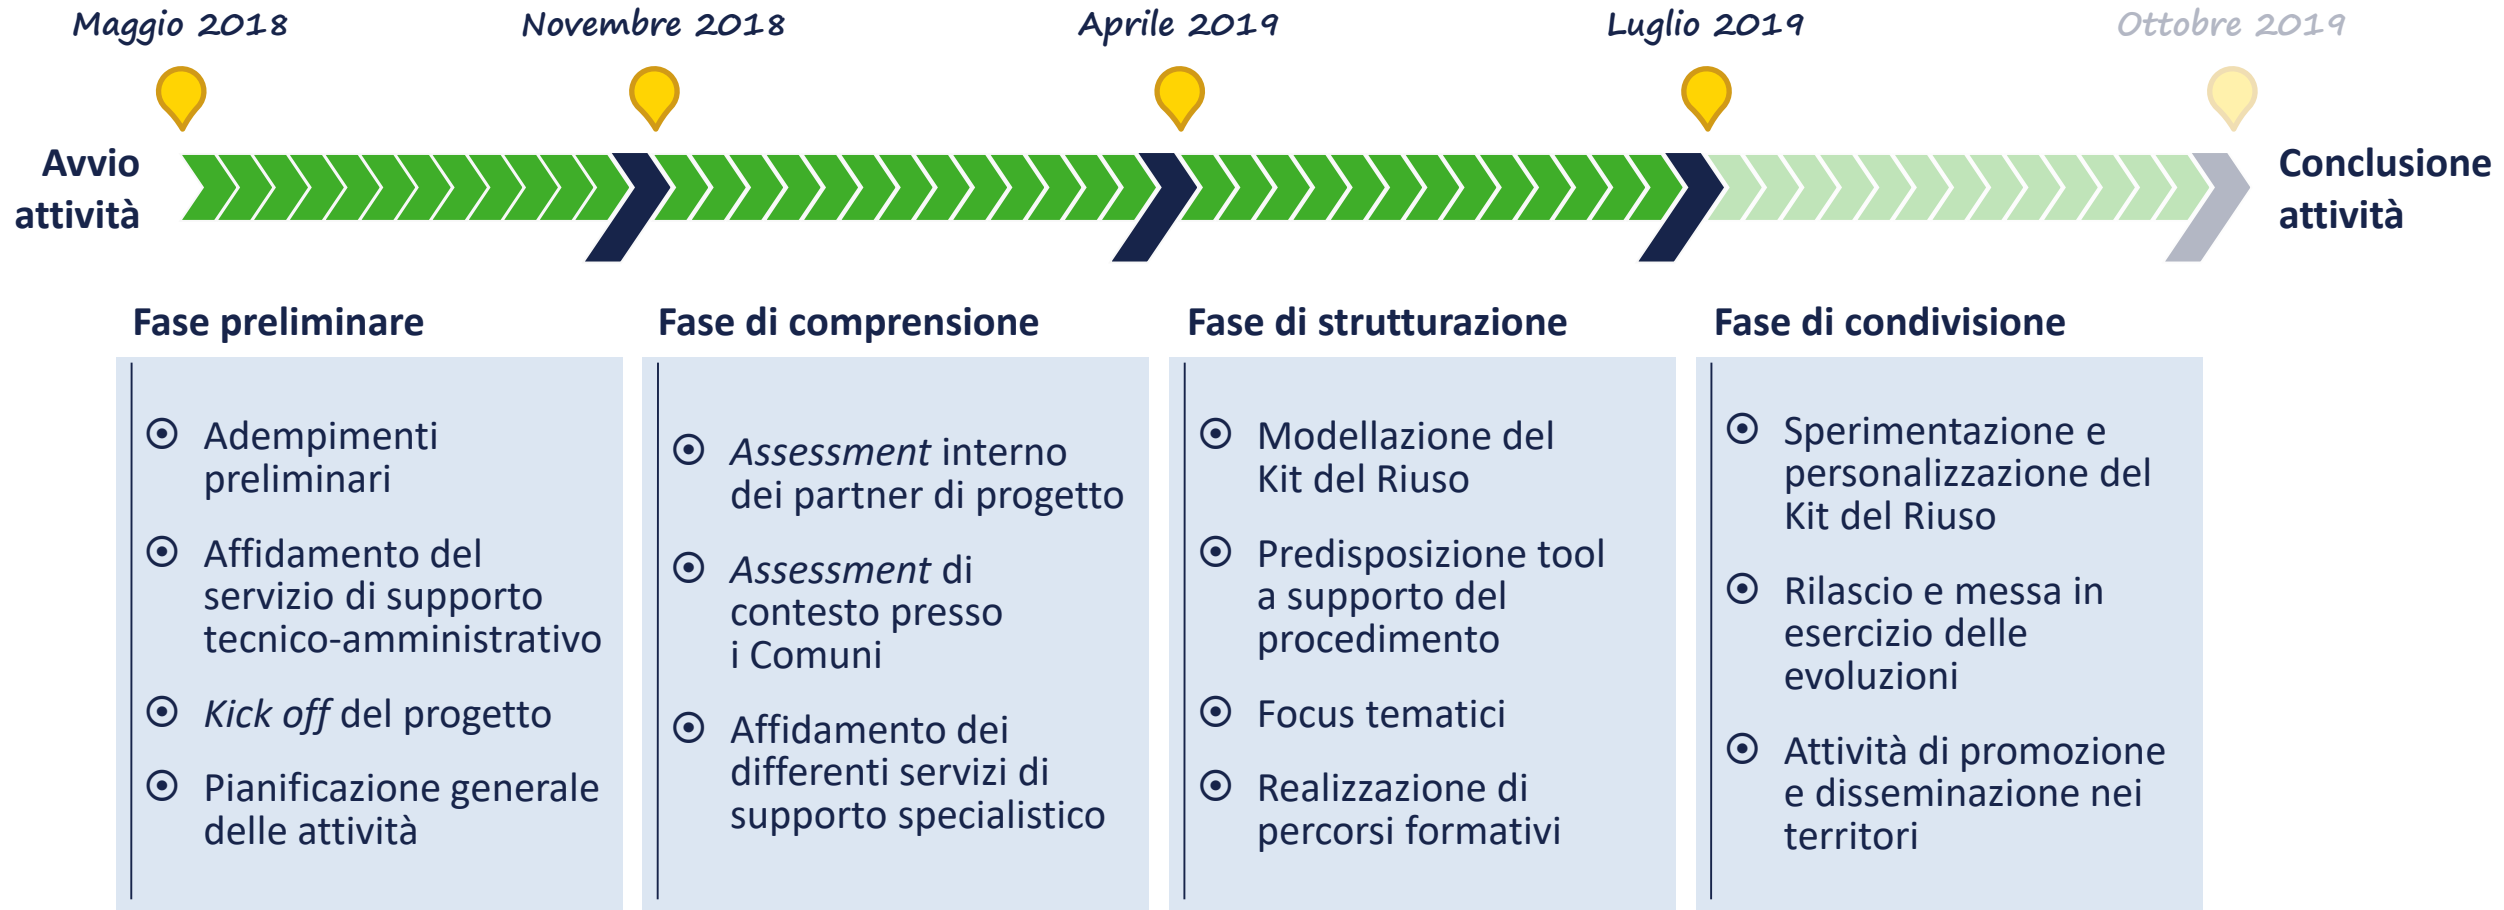 Maggio 2018
Novembre 2018
Aprile 2019
Luglio 2019
Ottobre 2019
Avvio
attività
Conclusione
attività
Fase preliminare
Adempimenti
preliminari
Affidamento del
servizio di supporto
tecnico-amministrativo
Kick off del progetto
Pianificazione generale
delle attività
Fase di comprensione
Assessment interno
dei partner di progetto
Assessment di
contesto presso
i Comuni
Affidamento dei
differenti servizi di
supporto specialistico
Fase di strutturazione
Modellazione del
Kit del Riuso
Predisposizione tool
a supporto del
procedimento
Focus tematici
Realizzazione di
percorsi formativi
Fase di condivisione
Sperimentazione e
personalizzazione del
Kit del Riuso
Rilascio e messa in
esercizio delle
evoluzioni
Attività di promozione
e disseminazione nei
territori